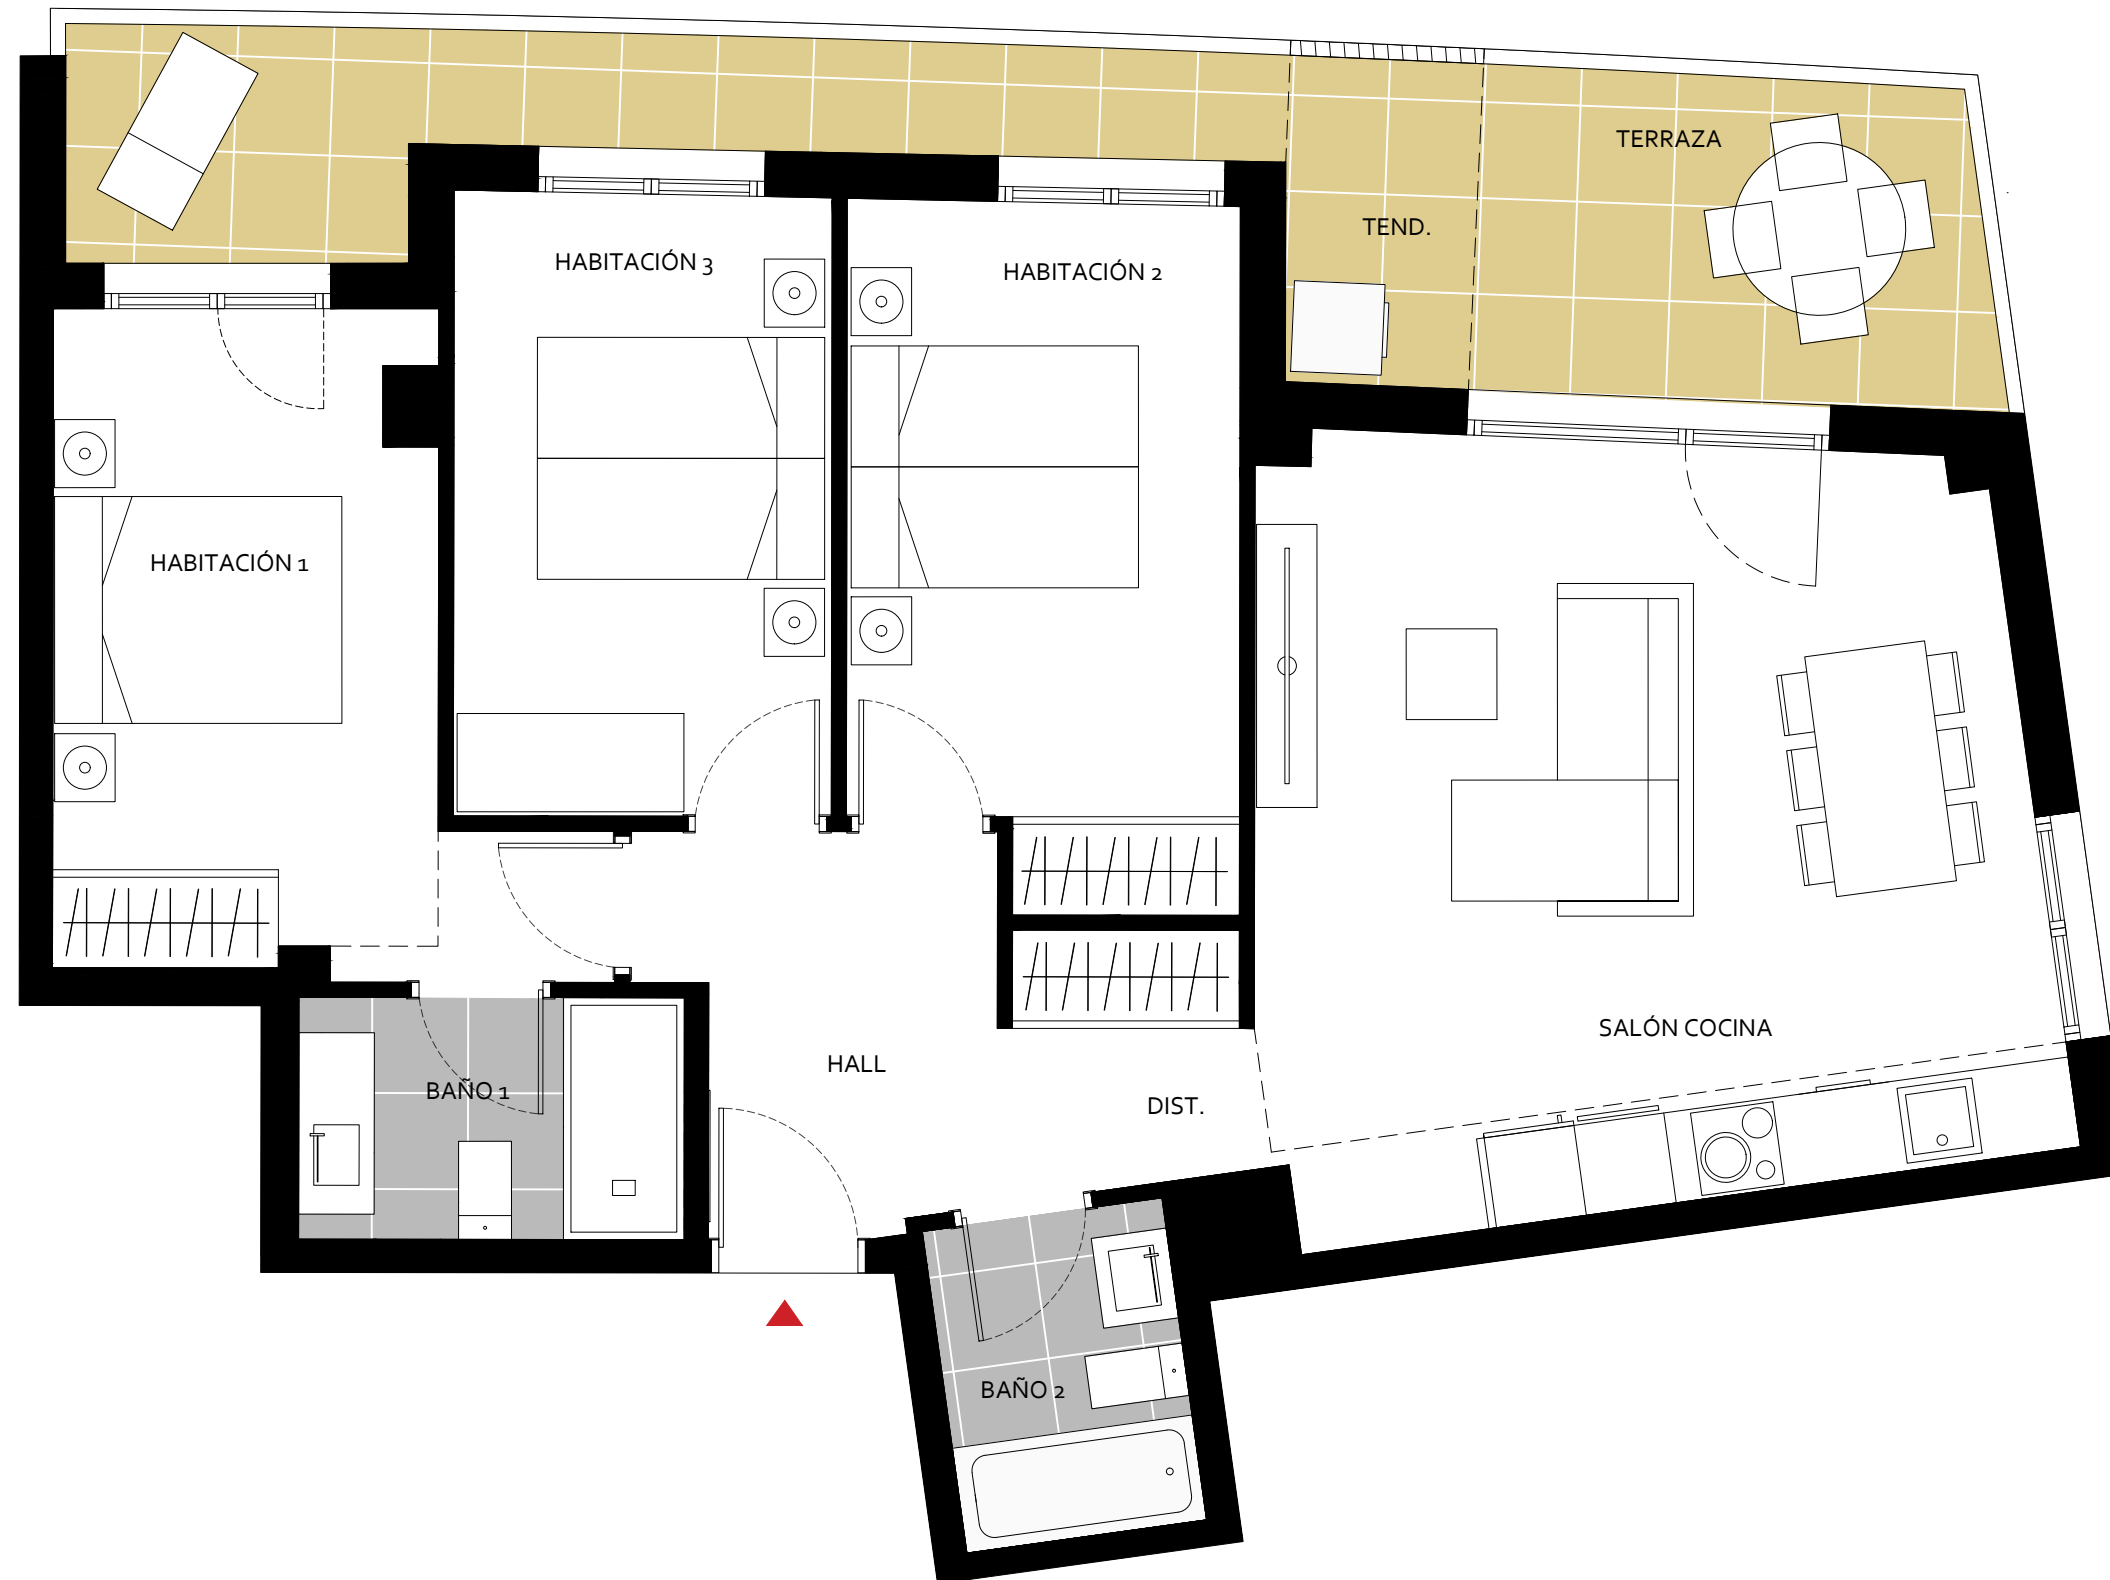 TERRAZA
TEND.
HABITACIÓN 3
HABITACIÓN 2
HABITACIÓN 1
SALÓN COCINA
HALL
BAÑO 1
DIST.
BAÑO 2